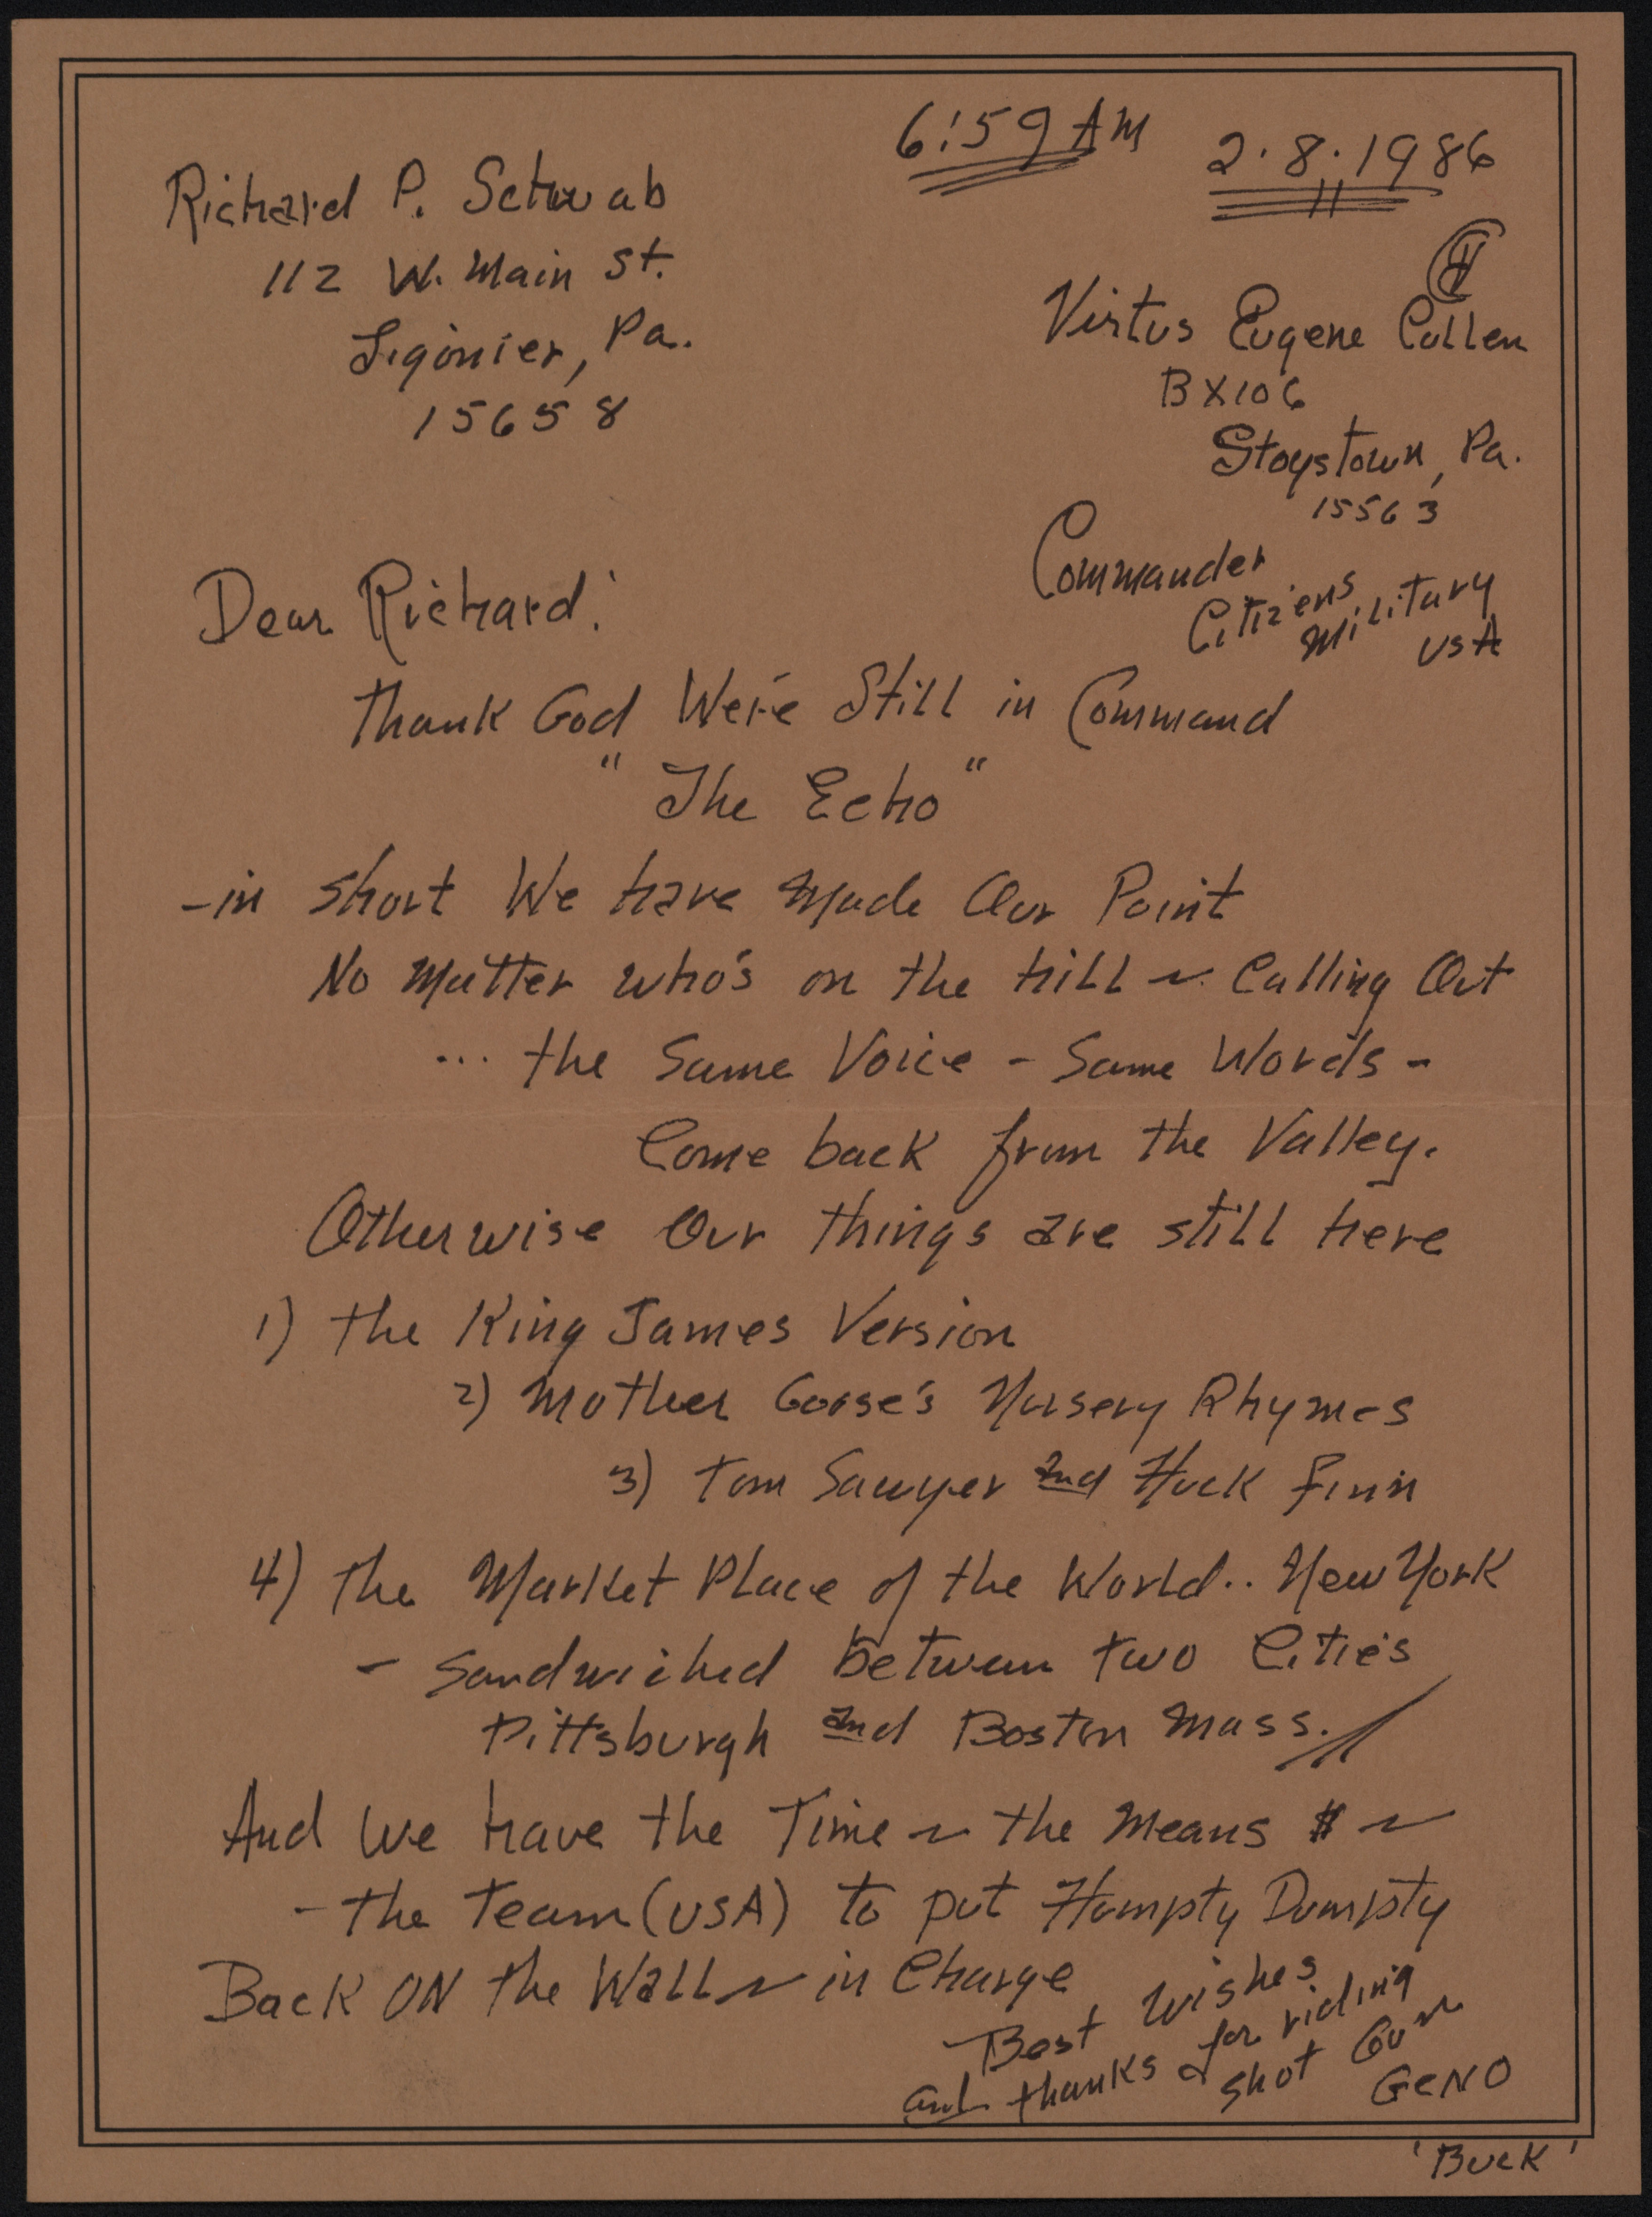 6:59 AM
2.8.1986
Richard P. Schwab
112 W. Main St.
Ligonier, Pa.
15658
Virtus Eugene Cullen
BX106
Stoystown, Pa.
15563
Commander
Citizens
Military
USA
Dear Richard:
Thank God We're Still in Command
"The Echo"
- in short We have Made Our Point
No Matter who's on the hill ~ Calling Out
... the Same Voice - Same Words -
Come back from the Valley.
Otherwise Our things are still here
1) the King James Version
2) Mother Goose's Nursery Rhymes
3) Tom Sawyer and Huck Finn
4) The Market Place of the World.. New York
- Sandwiched between two Cities
Pittsburgh and Boston Mass. //
And We have the Time ~ the Means $ ~
- the Team (USA) to put Humpty Dumpty
Back ON the Wall ~ in Charge
Best wishes
and thanks for riding
shot Gun
GENO
'Buck'